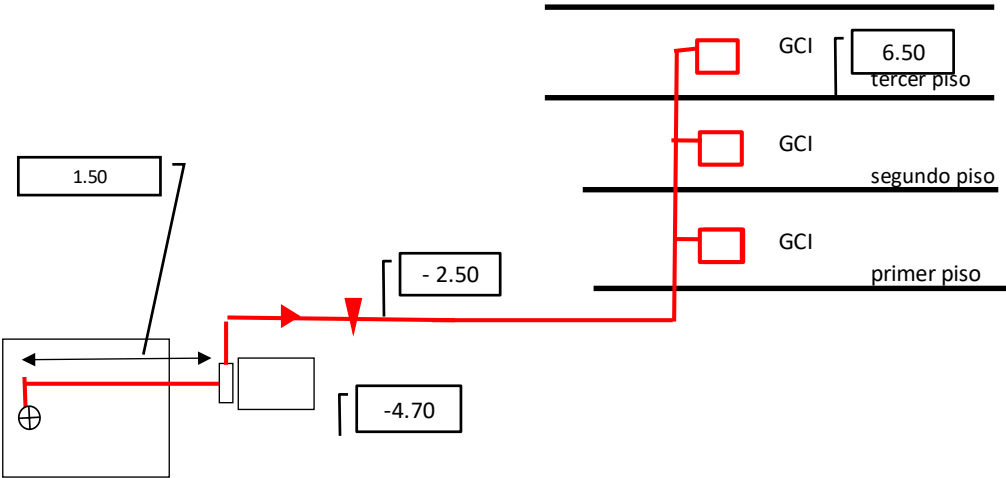 GCI
6.50
tercer piso
GCI
segundo piso
1.50
GCI
- 2.50
primer piso
-4.70